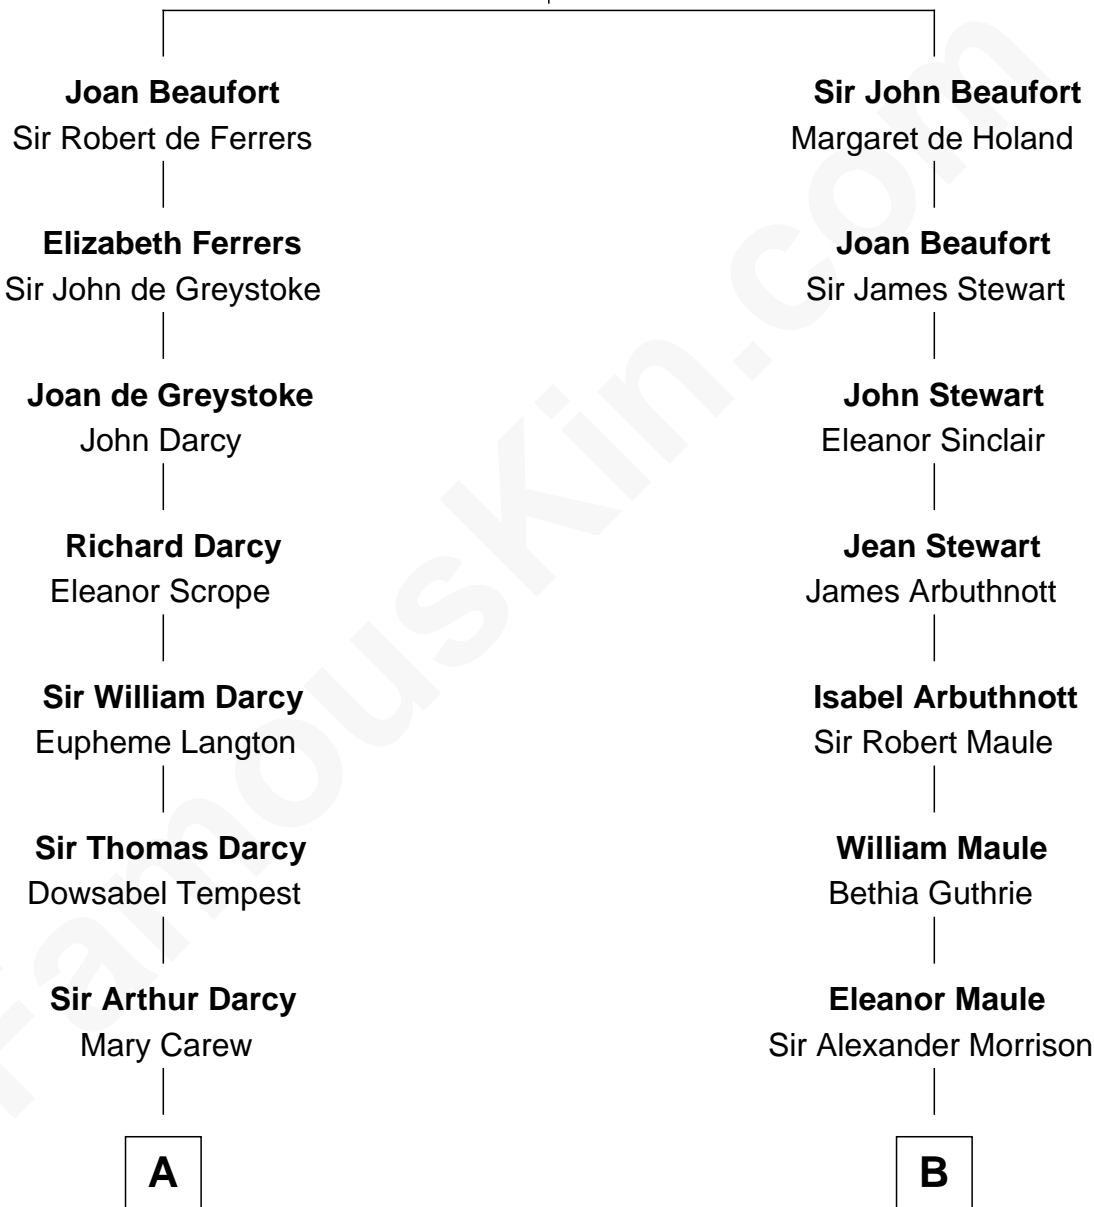 Joan Beaufort
Sir Robert de Ferrers
Elizabeth Ferrers
Sir John de Greystoke
Joan de Greystoke
John Darcy
Richard Darcy
Eleanor Scrope
Sir William Darcy
Eupheme Langton
Sir Thomas Darcy
Dowsabel Tempest
Sir Arthur Darcy
Mary Carew
A
Sir John Beaufort
Margaret de Holand
Joan Beaufort
Sir James Stewart
John Stewart
Eleanor Sinclair
Jean Stewart
James Arbuthnott
Isabel Arbuthnott
Sir Robert Maule
William Maule
Bethia Guthrie
Eleanor Maule
Sir Alexander Morrison
B
FamousKin.com